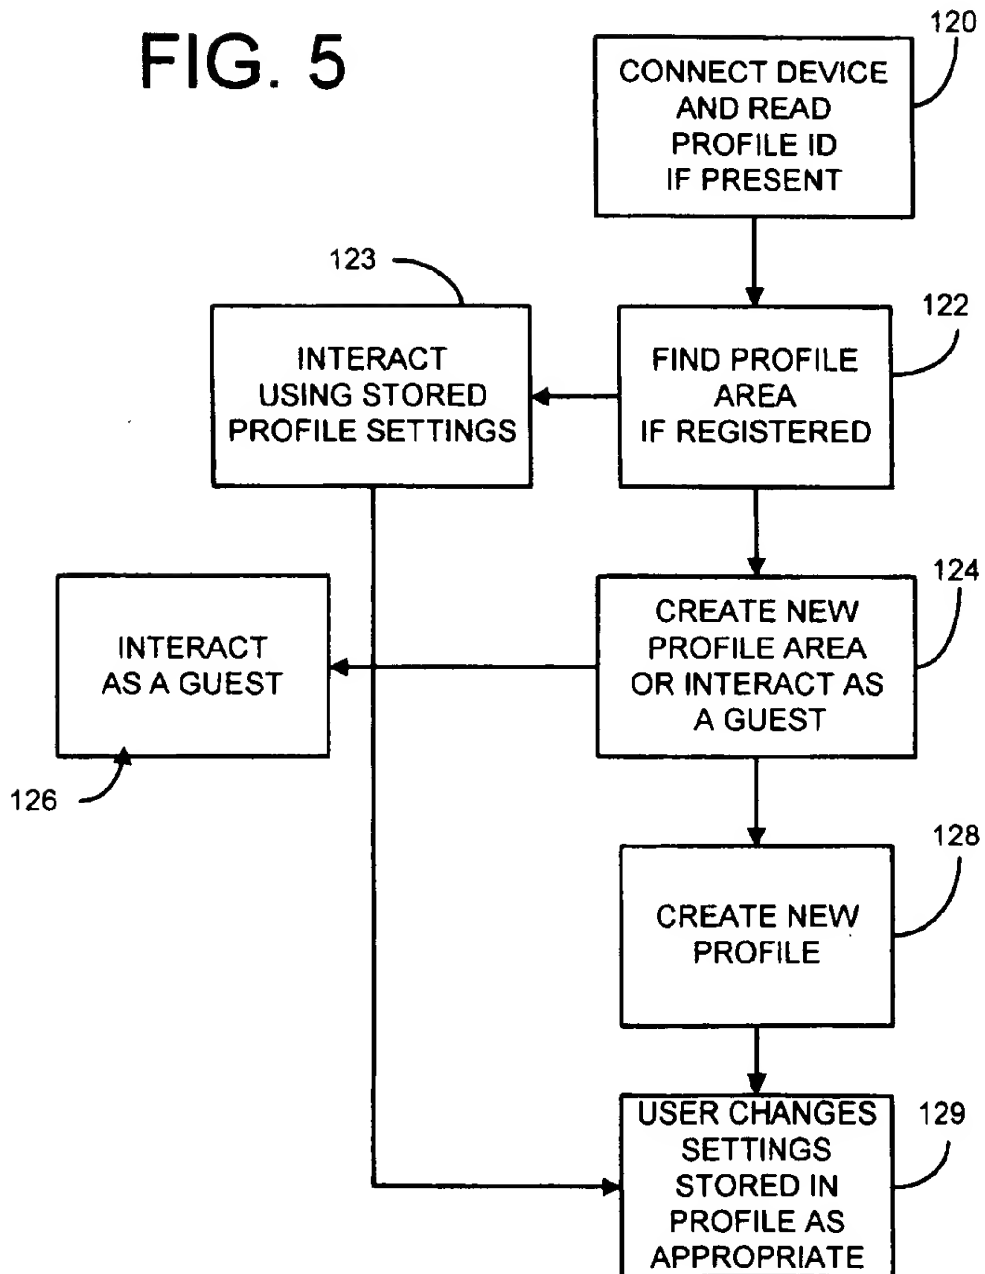 FIG. 5
120
CONNECT DEVICE
AND READ
PROFILE ID
IF PRESENT
123
122
INTERACT
USING STORED
PROFILE SETTINGS
FIND PROFILE
AREA
IF REGISTERED
124
INTERACT
AS A GUEST
CREATE NEW
PROFILE AREA
OR INTERACT AS
A GUEST
126
128
CREATE NEW
PROFILE
129
USER CHANGES
SETTINGS
STORED IN
PROFILE AS
APPROPRIATE